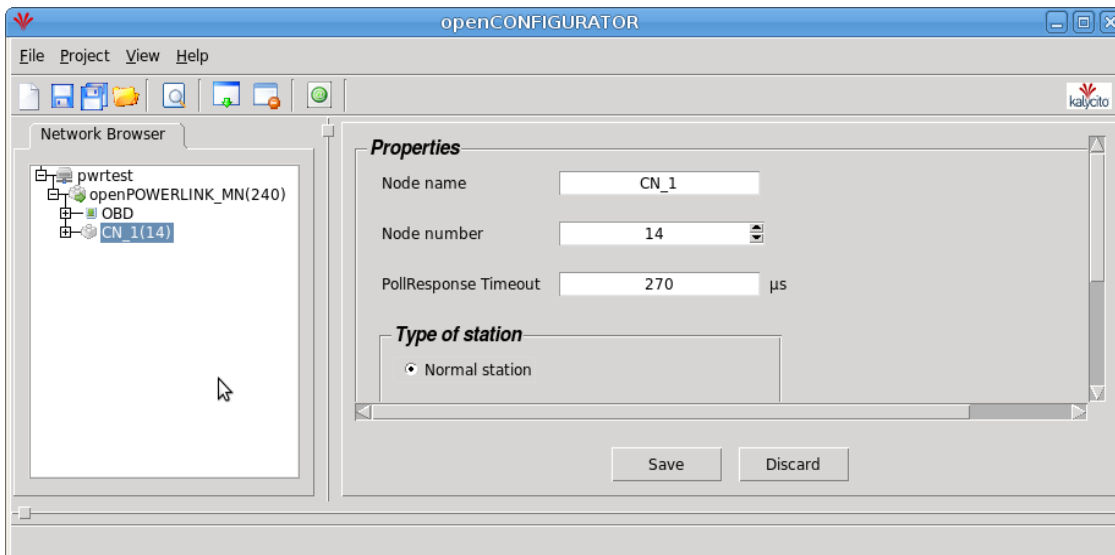 openCONFIGURATOR
File Project View Help
kalycito
Network Browser
pwrtest
openPOWERLINK_MN(240)
OBD
CN_1(14)
Properties
Node name CN_1
Node number 14
PollResponse Timeout 270 µs
Type of station
Normal station
Save Discard